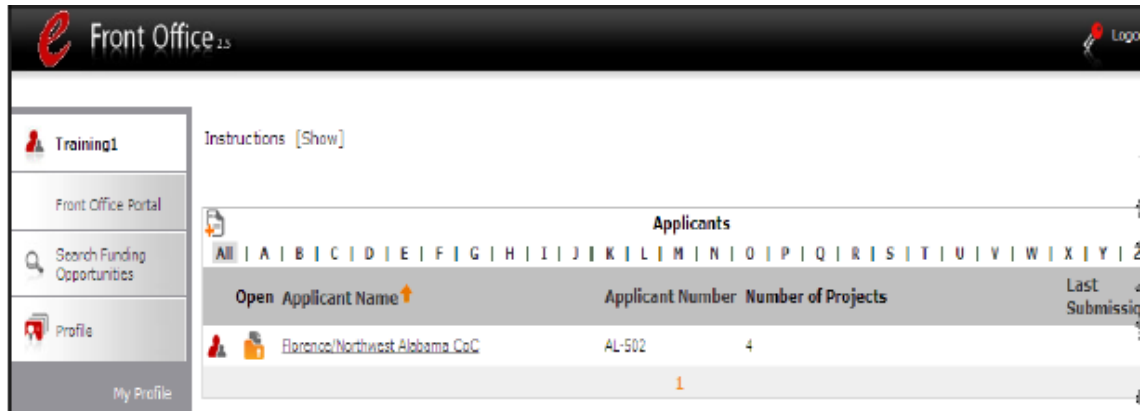 Front Office 2.5
Logo
Training1
Instructions [Show]
Front Office Portal
Search Funding
Opportunities
Profile
My Profile
Applicants
All | A | B | C | D | E | F | G | H | I | J | K | L | M | N | O | P | Q | R | S | T | U | V | W | X | Y | Z
Open Applicant Name Applicant Number Number of Projects Last
Submissio
Florence/Northwest Alabama CoC AL-502 4
1